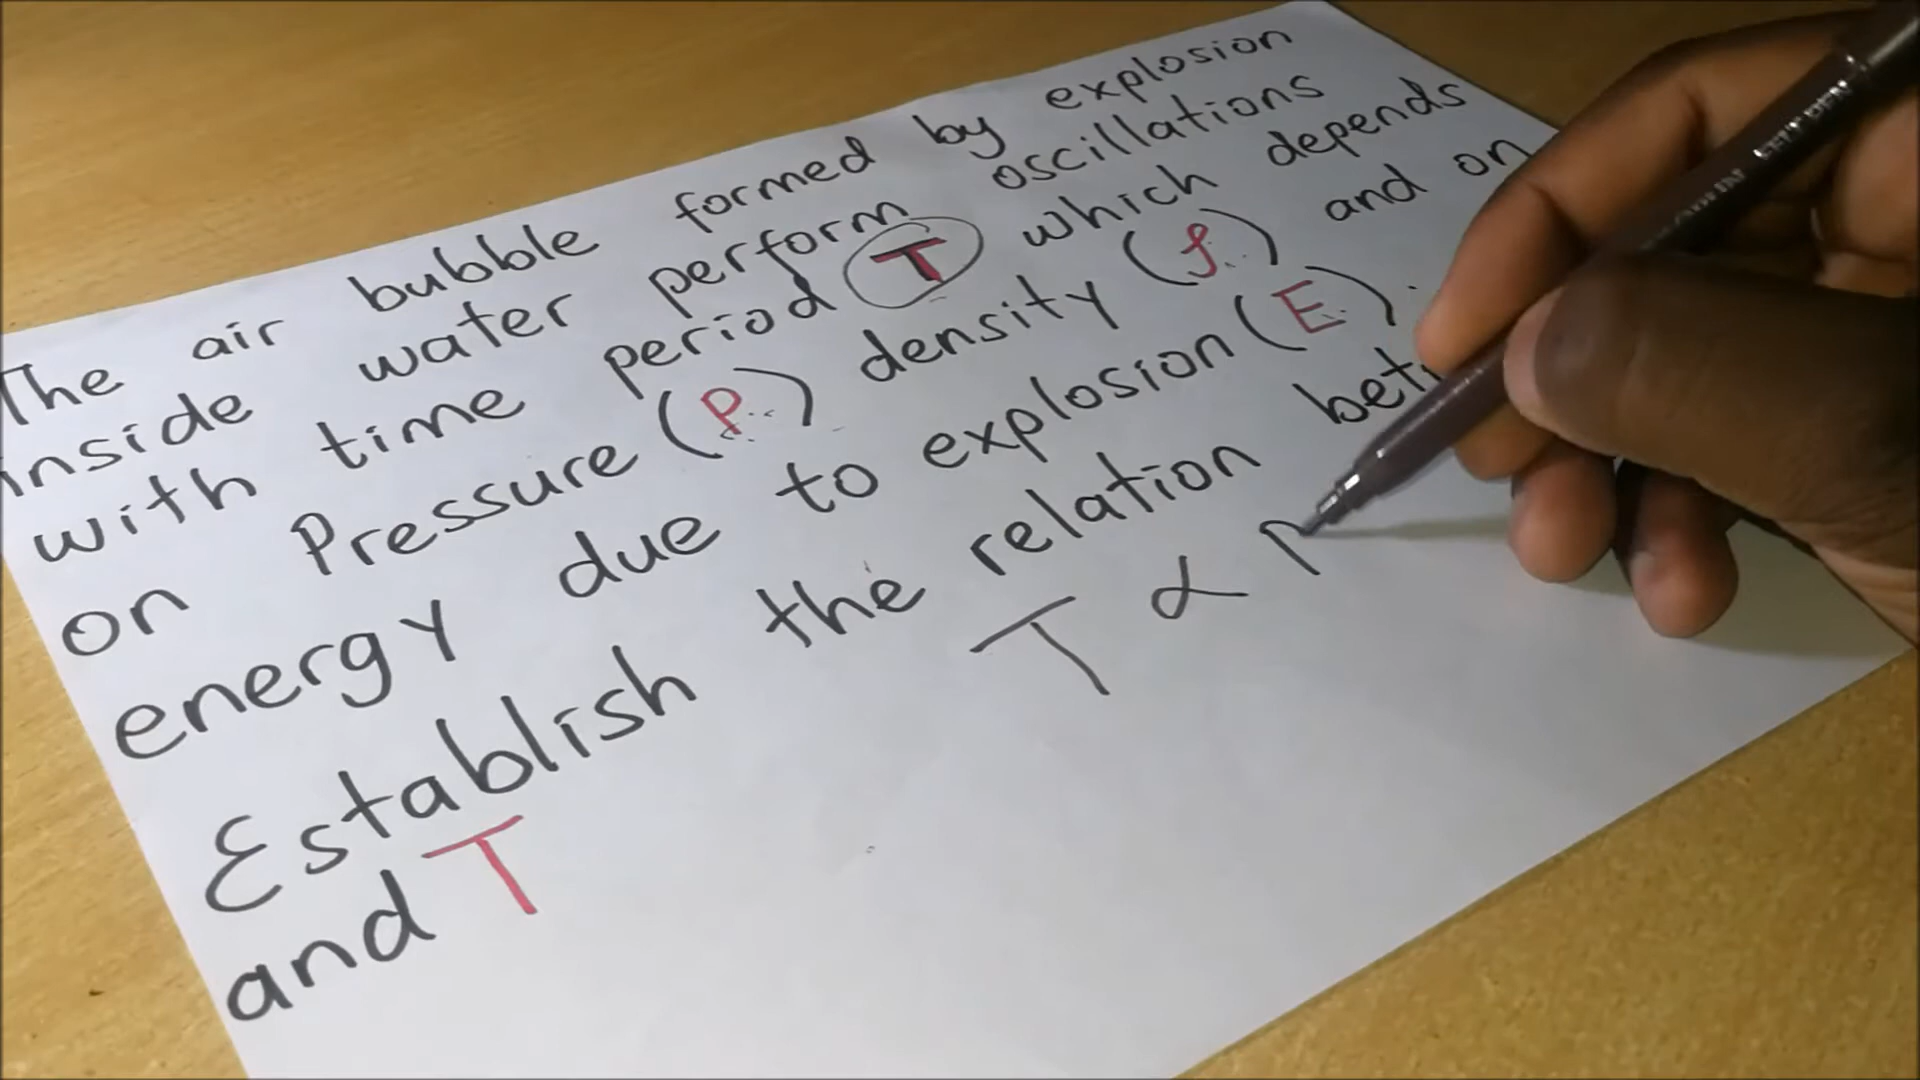 The air bubble formed by explosion
inside water perform oscillations
with time period T which depends
on Pressure (P) density (ρ) and on
energy due to explosion (E).
Establish the relation
and T
T ∝